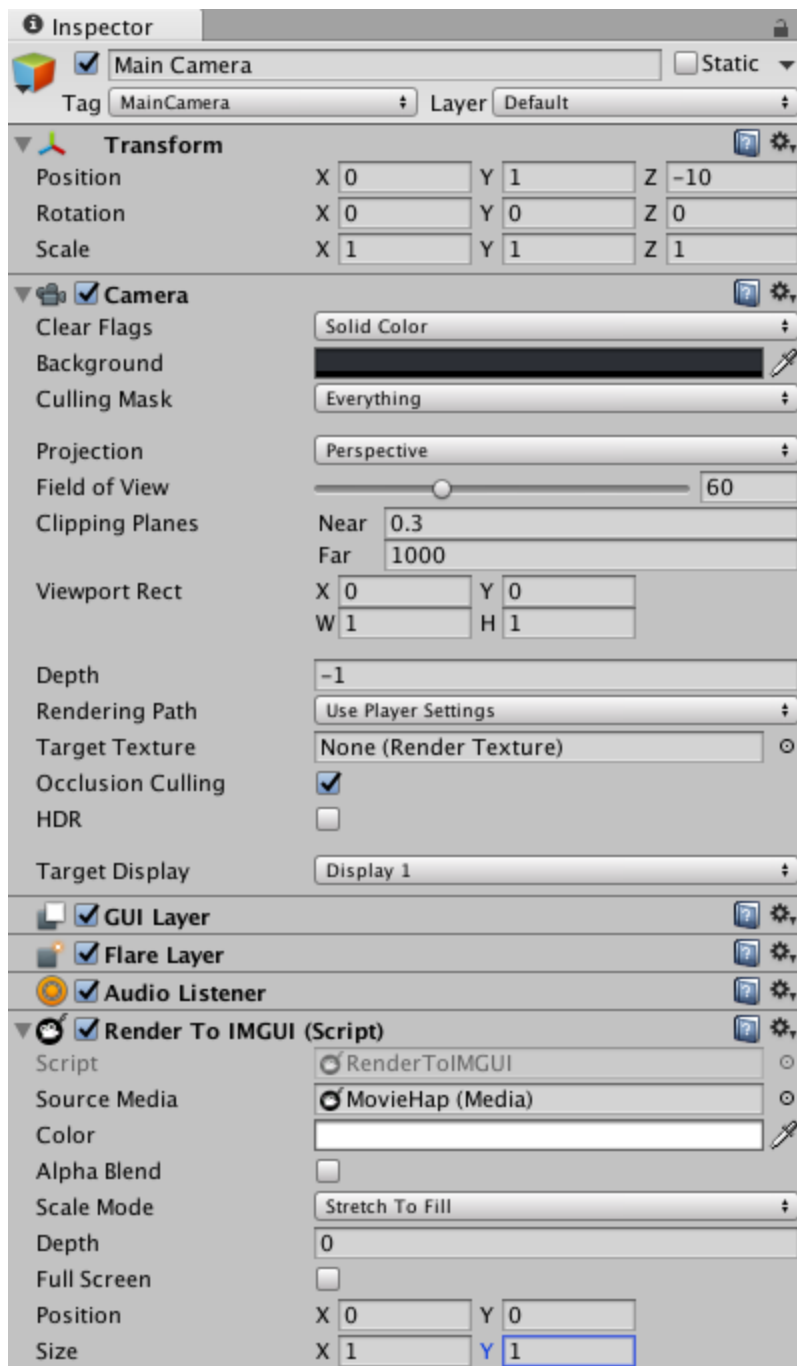 Inspector
Main Camera Static
Tag MainCamera Layer Default
Transform
Position X 0 Y 1 Z -10
Rotation X 0 Y 0 Z 0
Scale X 1 Y 1 Z 1
Camera
Clear Flags Solid Color
Background
Culling Mask Everything
Projection Perspective
Field of View 60
Clipping Planes Near 0.3
Far 1000
Viewport Rect X 0 Y 0
W 1 H 1
Depth -1
Rendering Path Use Player Settings
Target Texture None (Render Texture)
Occlusion Culling
HDR
Target Display Display 1
GUI Layer
Flare Layer
Audio Listener
Render To IMGUI (Script)
Script RenderToIMGUI
Source Media MovieHap (Media)
Color
Alpha Blend
Scale Mode Stretch To Fill
Depth 0
Full Screen
Position X 0 Y 0
Size X 1 Y 1